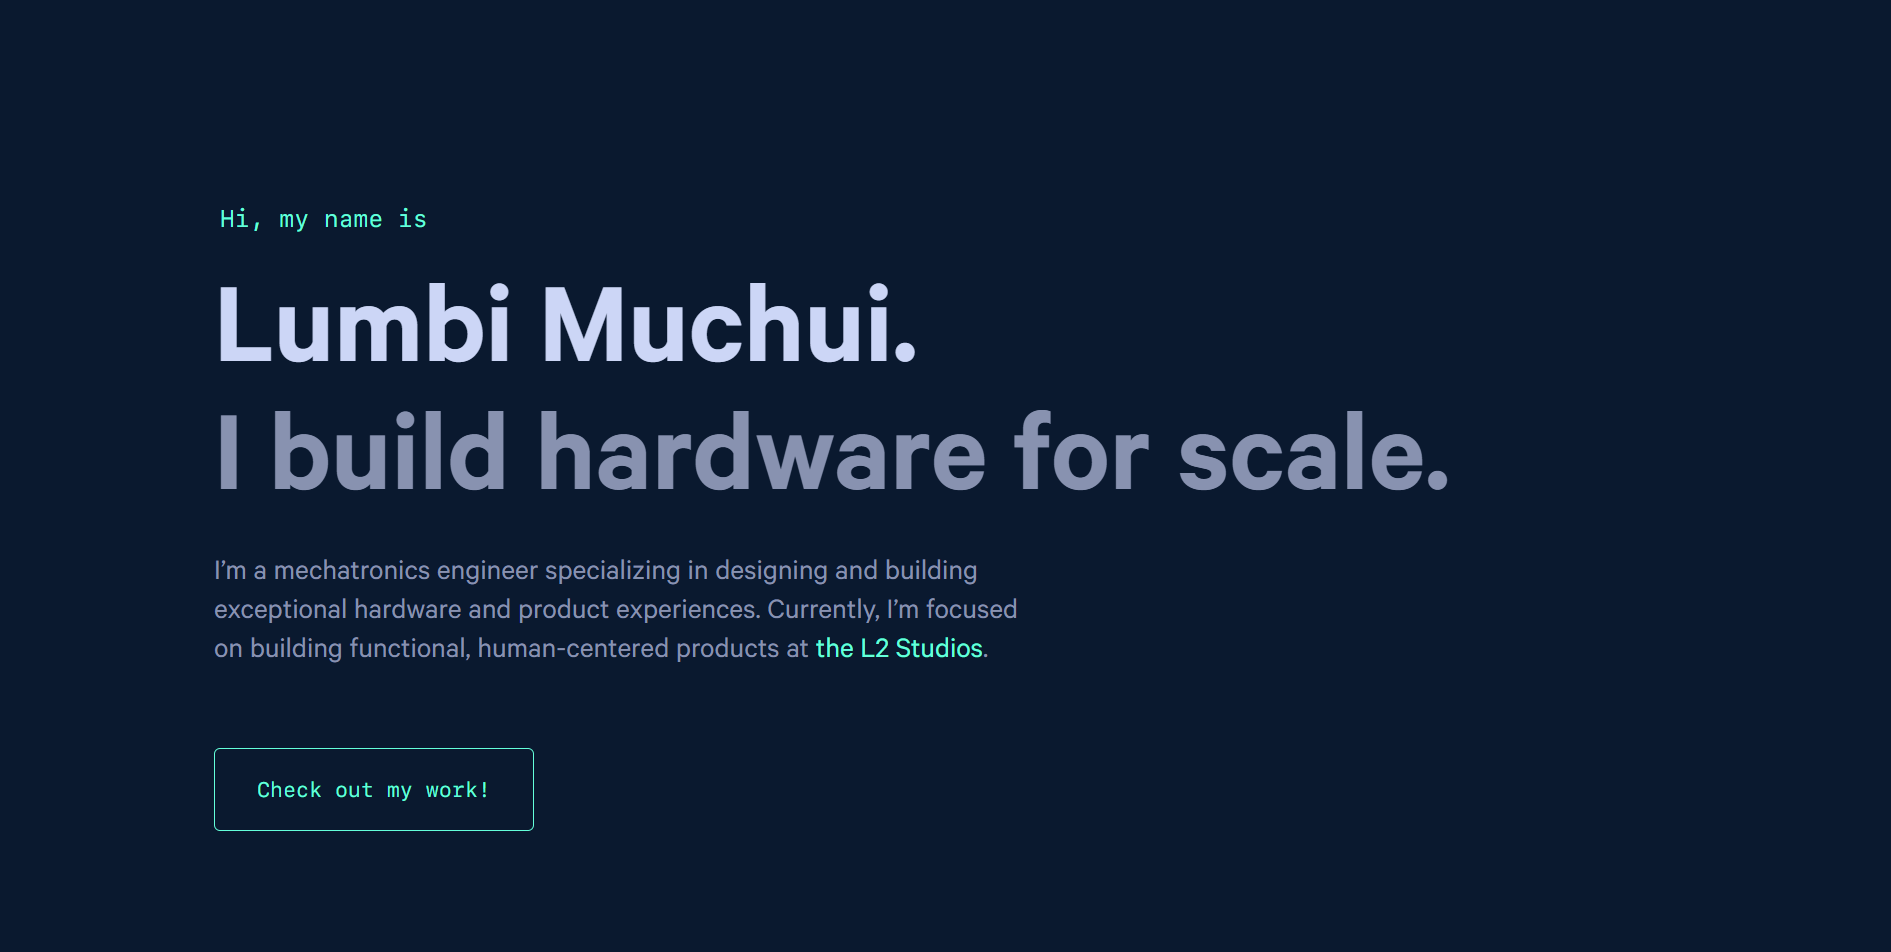 Hi, my name is
Lumbi Muchui.
I build hardware for scale.
I’m a mechatronics engineer specializing in designing and building
exceptional hardware and product experiences. Currently, I’m focused
on building functional, human-centered products at the L2 Studios.
Check out my work!